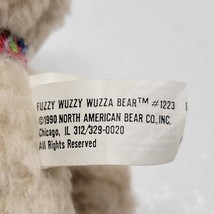 FUZZY WUZZY WUZZA BEAR™ #1223
©1990 NORTH AMERICAN BEAR CO., INC.
Chicago, IL 312/329-0020
All Rights Reserved